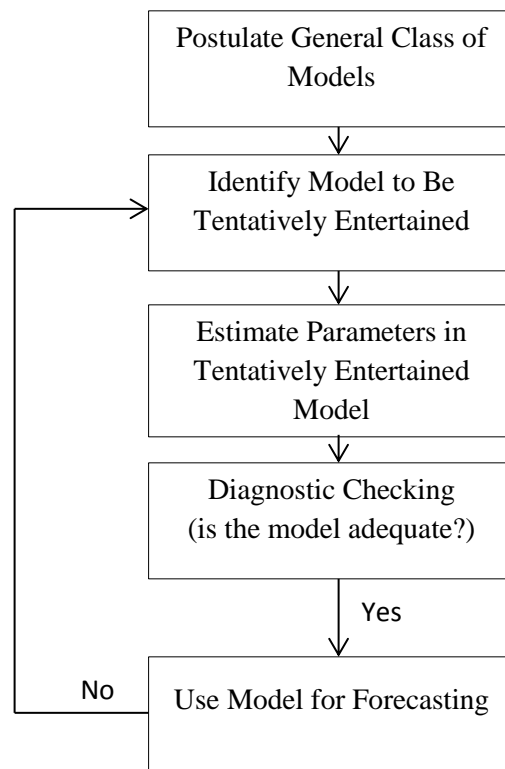 Postulate General Class of
Models
Identify Model to Be
Tentatively Entertained
Estimate Parameters in
Tentatively Entertained
Model
Diagnostic Checking
(is the model adequate?)
Yes
No
Use Model for Forecasting